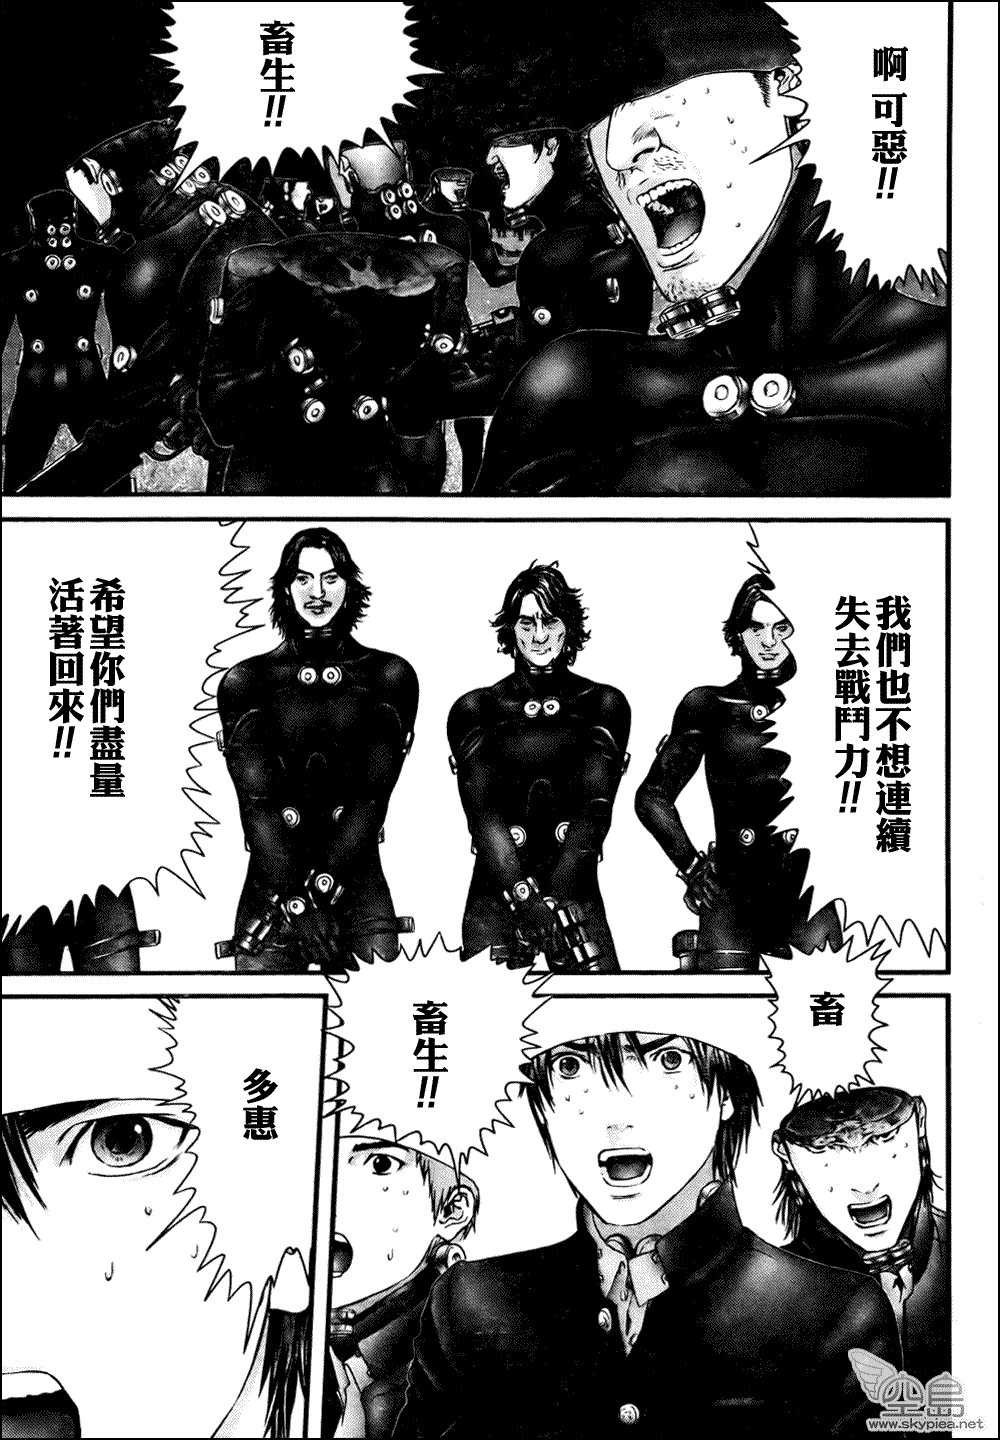 啊 可惡!!
畜生!!
我們也不想連續
失去戰鬥力!!
希望你們盡量
活著回來!!
畜
畜生!!
多惠
空島
www.skypiea.net